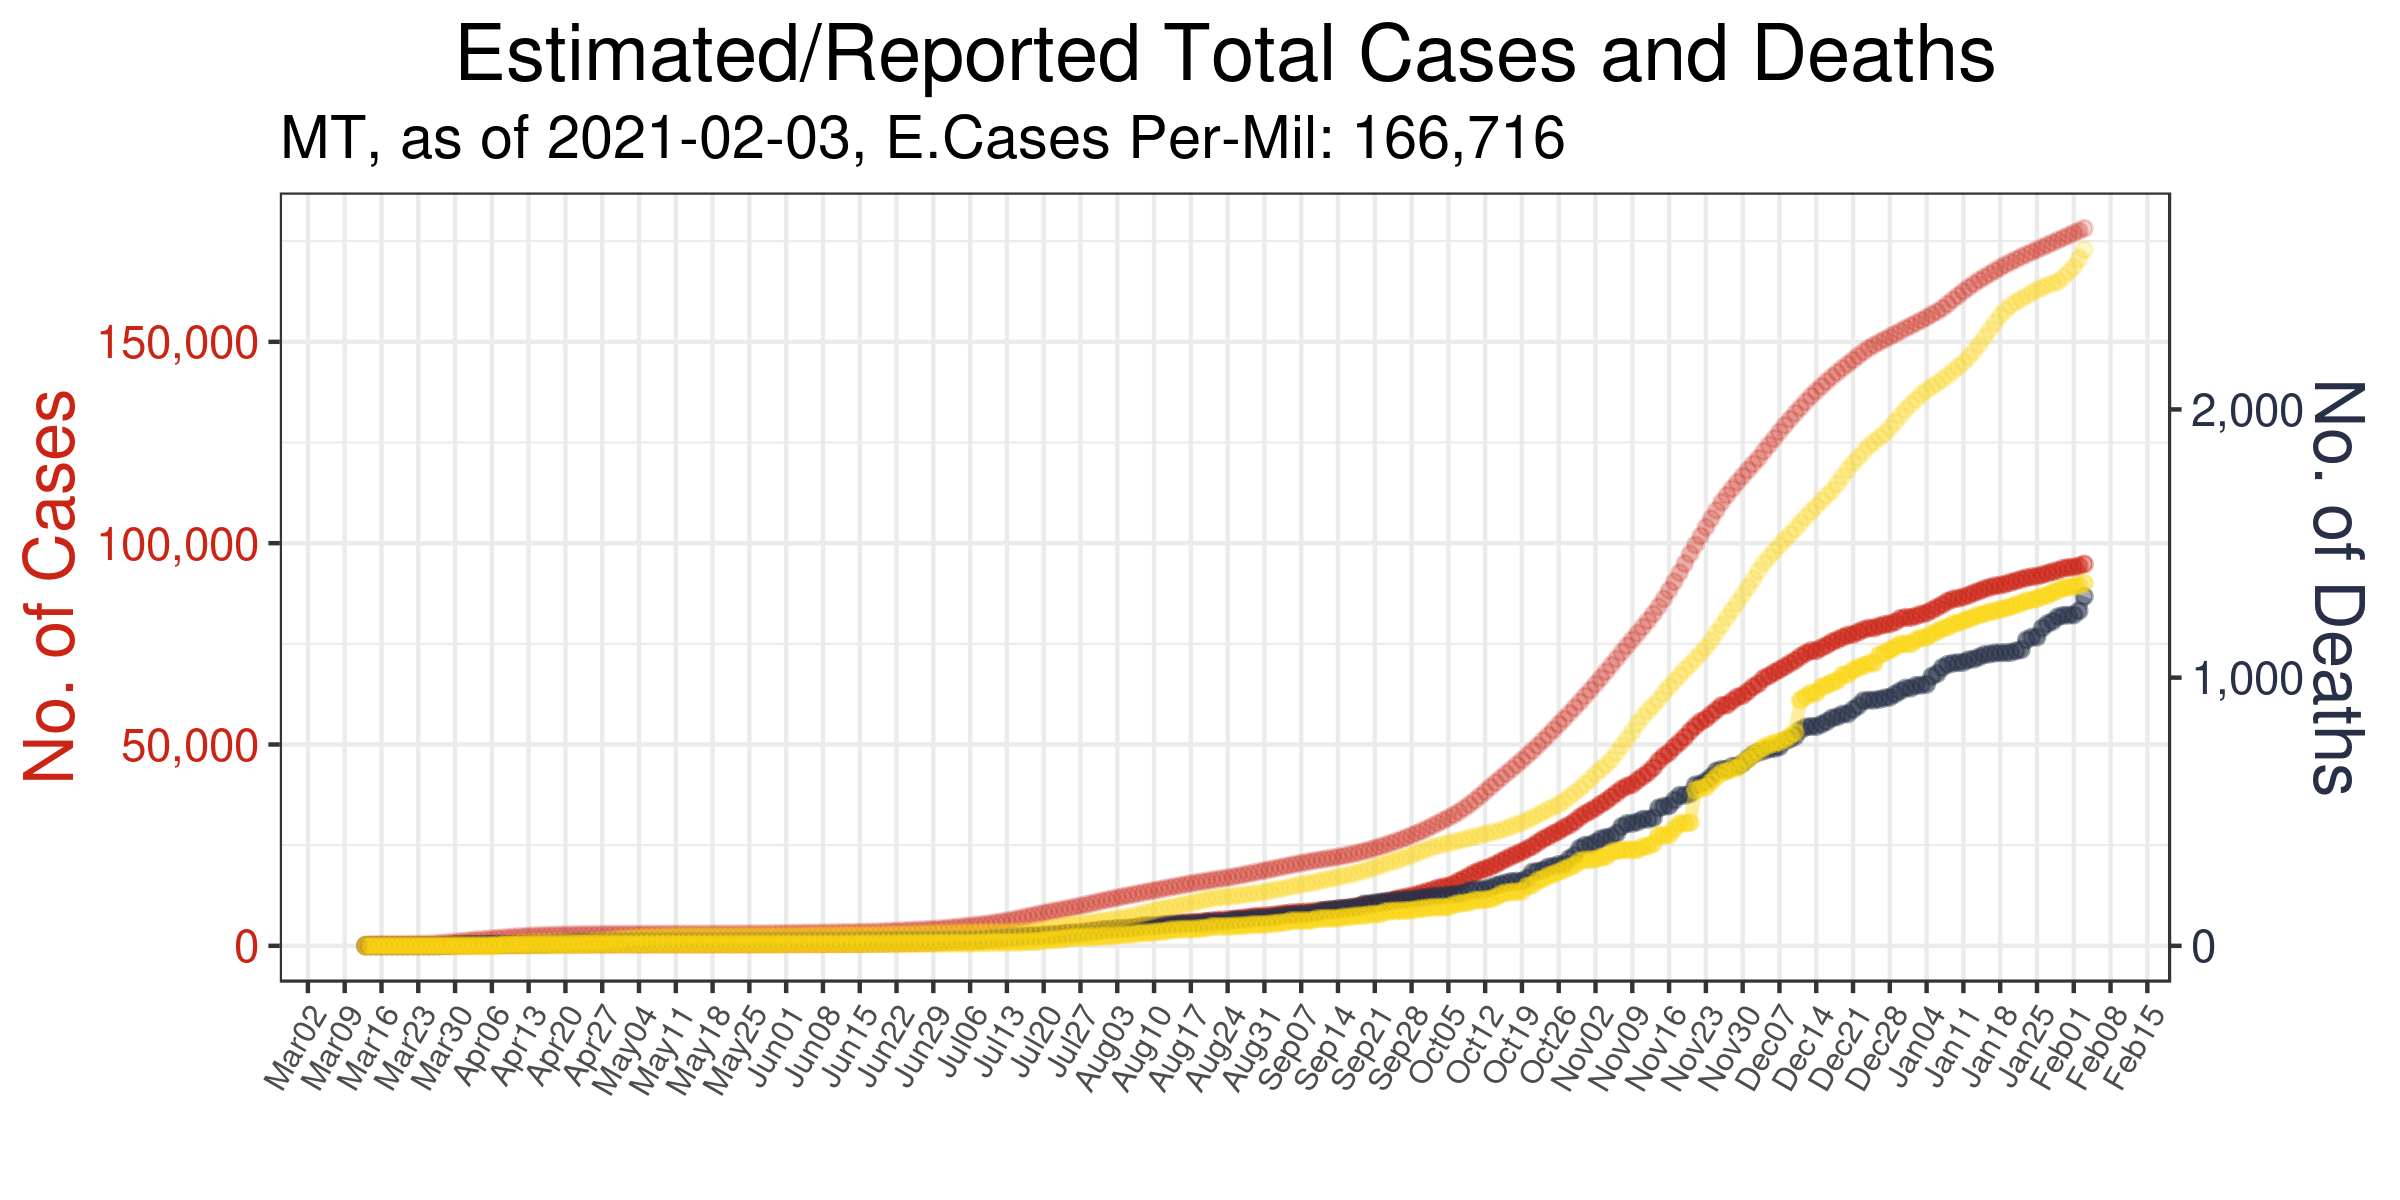 Estimated/Reported Total Cases and Deaths
MT, as of 2021-02-03, E.Cases Per-Mil: 166,716
No. of Cases
150,000
100,000
50,000
0
2,000
1,000
0
No. of Deaths
Mar02
Mar09
Mar16
Mar23
Mar30
Apr06
Apr13
Apr20
Apr27
May04
May11
May18
May25
Jun01
Jun08
Jun15
Jun22
Jun29
Jul06
Jul13
Jul20
Jul27
Aug03
Aug10
Aug17
Aug24
Aug31
Sep07
Sep14
Sep21
Sep28
Oct05
Oct12
Oct19
Oct26
Nov02
Nov09
Nov16
Nov23
Nov30
Dec07
Dec14
Dec21
Dec28
Jan04
Jan11
Jan18
Jan25
Feb01
Feb08
Feb15